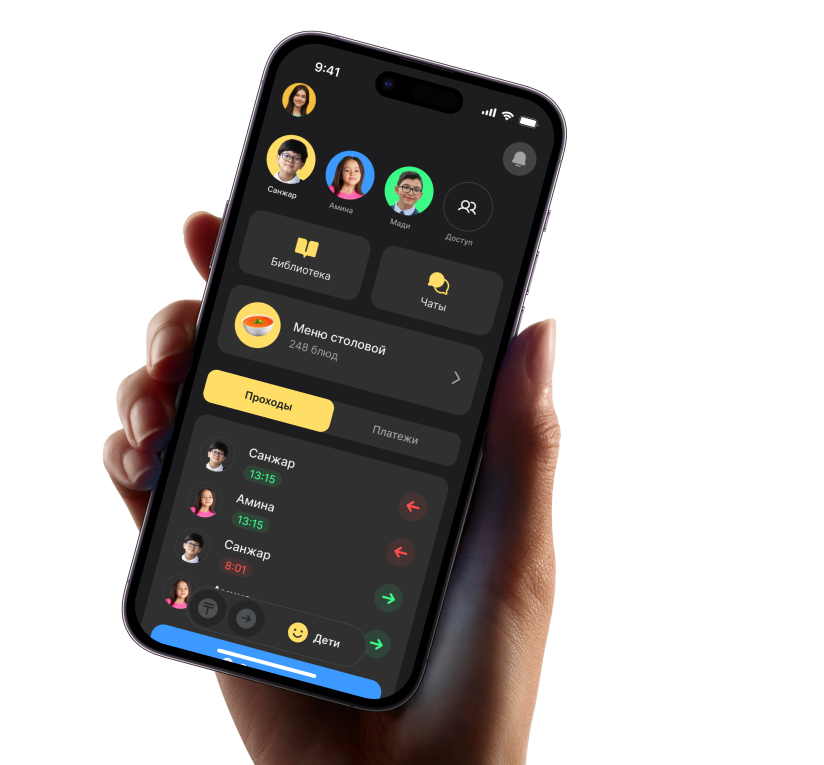 9:41
Санжар
Амина
Мади
Доступ
Библиотека
Чаты
Меню столовой
248 блюд
Проходы
Платежи
Санжар
13:15
Амина
13:15
Санжар
8:01
Дети